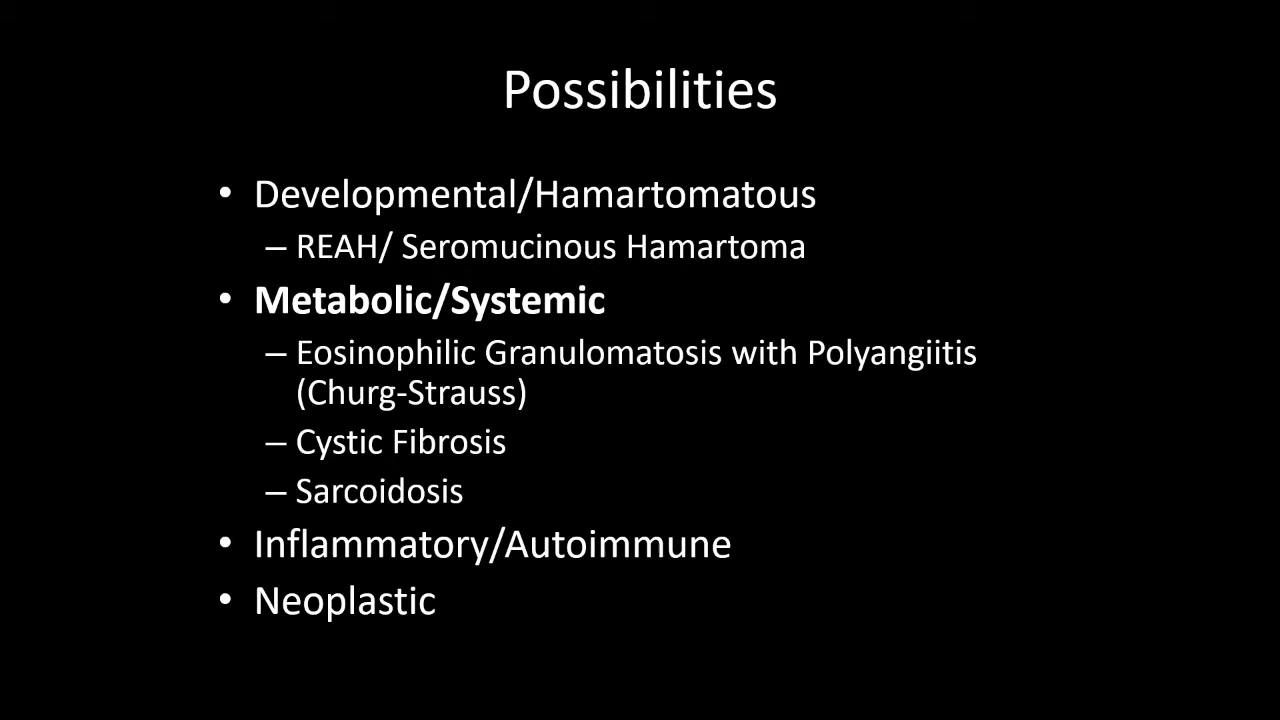 Possibilities
• Developmental/Hamartomatous
– REAH/ Seromucinous Hamartoma
• Metabolic/Systemic
– Eosinophilic Granulomatosis with Polyangiitis
(Churg-Strauss)
– Cystic Fibrosis
– Sarcoidosis
• Inflammatory/Autoimmune
• Neoplastic